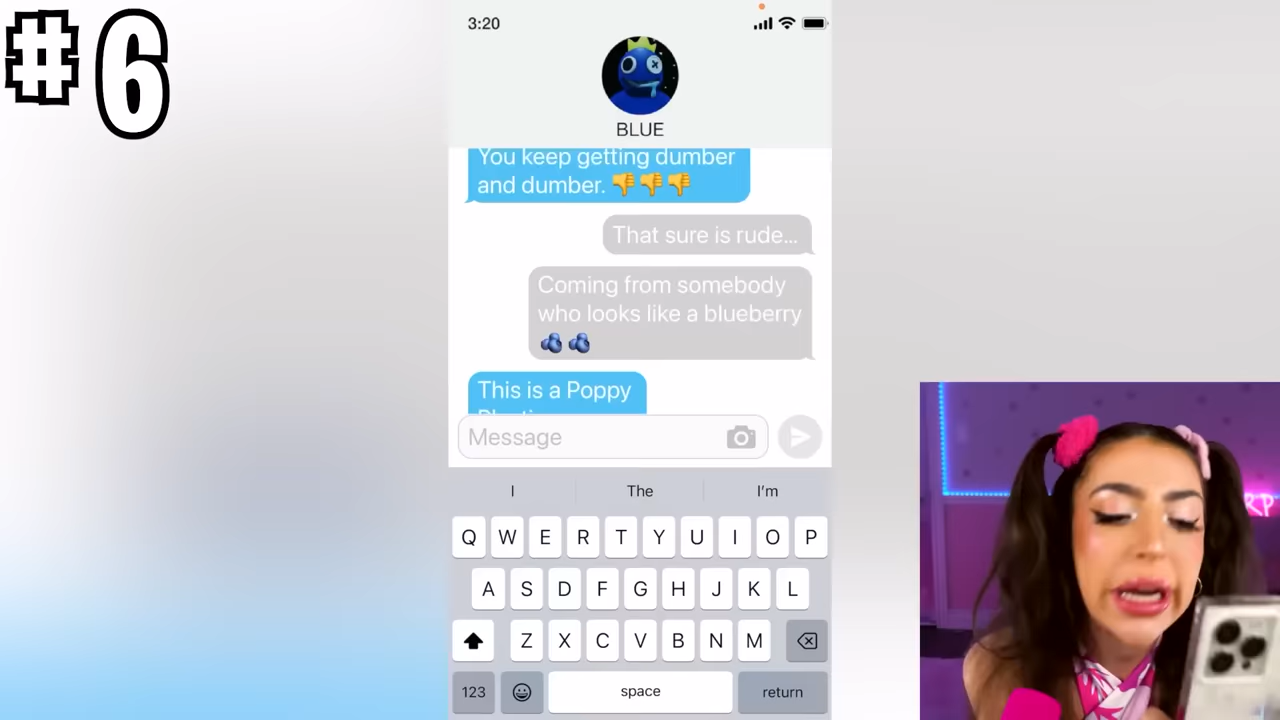 #6
3:20
BLUE
You keep getting dumber
and dumber. 👎👎👎
That sure is rude...
Coming from somebody
who looks like a blueberry
🫐 🫐
This is a Poppy
Message
I The I'm
Q W E R T Y U I O P
A S D F G H J K L
Z X C V B N M
123 space return
RP